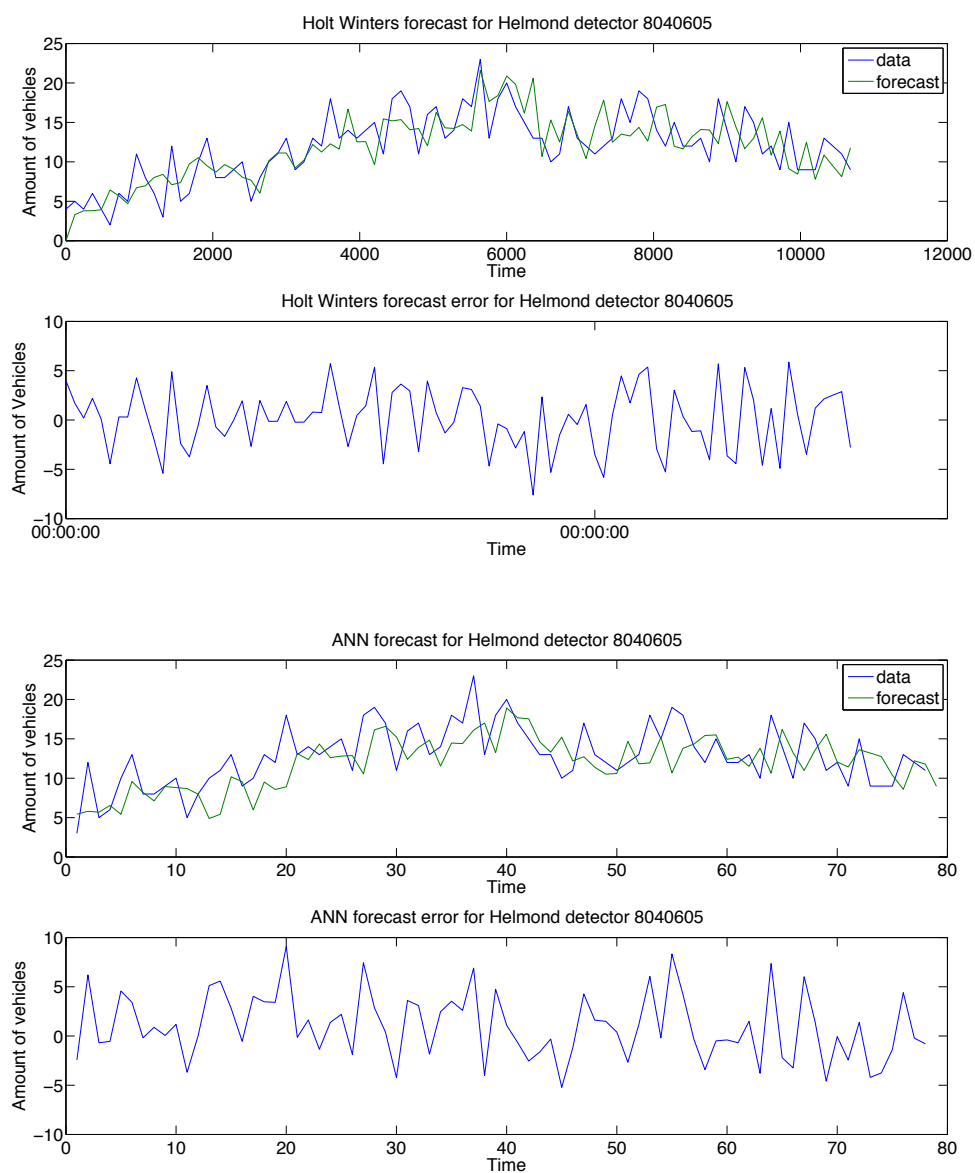 Holt Winters forecast for Helmond detector 8040605
25
20
15
10
5
0
Amount of vehicles
data
forecast
0 2000 4000 6000 8000 10000 12000
Time
Holt Winters forecast error for Helmond detector 8040605
10
5
0
−5
−10
Amount of Vehicles
00:00:00 00:00:00
Time
ANN forecast for Helmond detector 8040605
25
20
15
10
5
0
Amount of vehicles
data
forecast
0 10 20 30 40 50 60 70 80
Time
ANN forecast error for Helmond detector 8040605
10
5
0
−5
−10
Amount of vehicles
0 10 20 30 40 50 60 70 80
Time